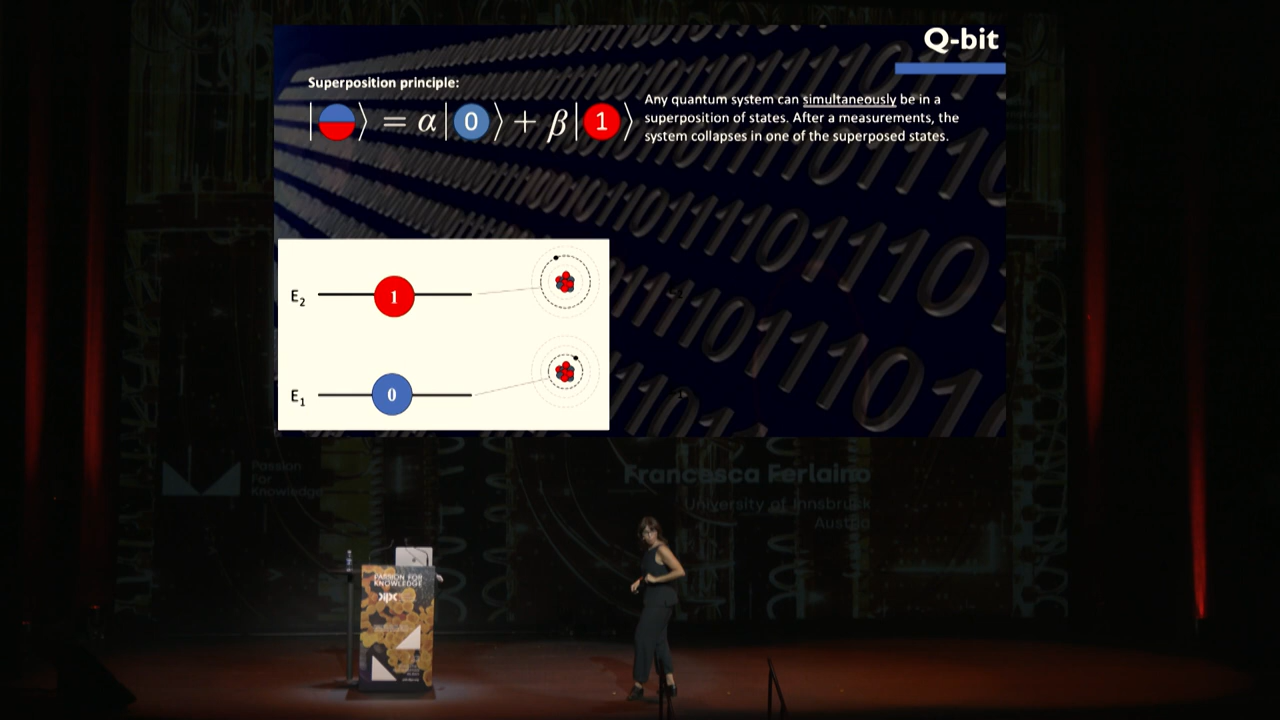 Q-bit
Superposition principle:
|⟩ = α|0⟩ + β|1⟩
Any quantum system can simultaneously be in a
superposition of states. After a measurements, the
system collapses in one of the superposed states.
E2
1
E1
0
Passion
For
Knowledge
Francesca Ferlaino
University of Innsbruck
Austria
PASSION FOR
KNOWLEDGE
dipc